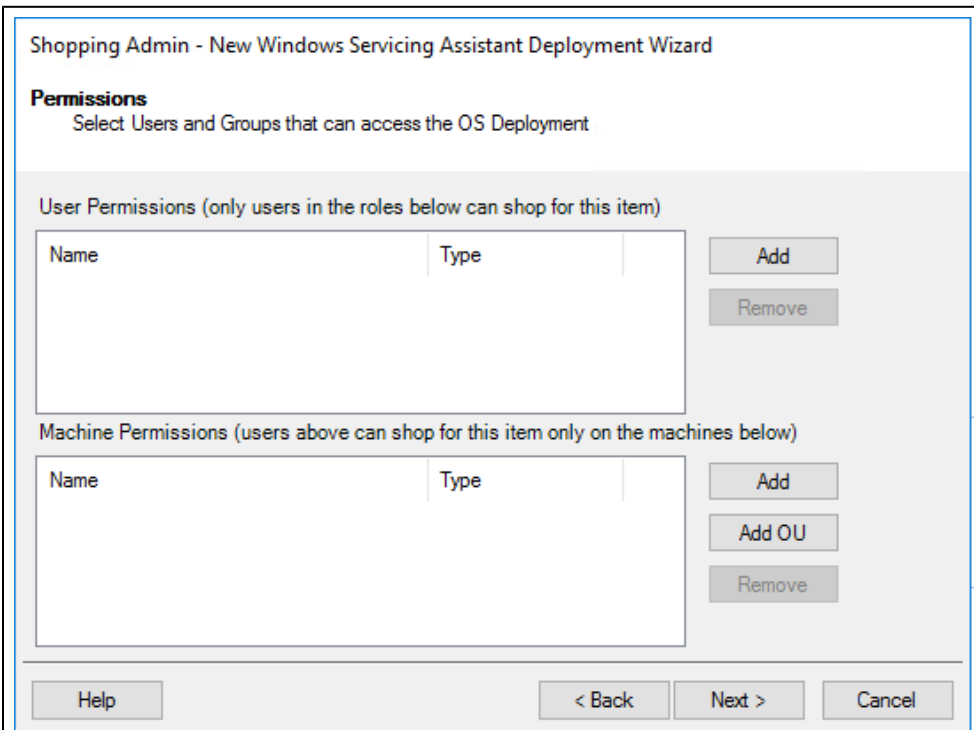 Shopping Admin - New Windows Servicing Assistant Deployment Wizard
Permissions
Select Users and Groups that can access the OS Deployment
User Permissions (only users in the roles below can shop for this item)
Name Type
Add
Remove
Machine Permissions (users above can shop for this item only on the machines below)
Name Type
Add
Add OU
Remove
Help < Back Next > Cancel